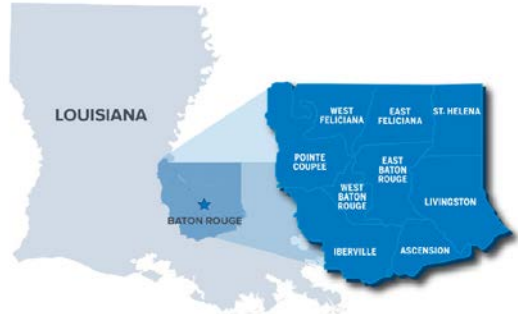 LOUISIANA
BATON ROUGE
WEST
FELICIANA
EAST
FELICIANA
ST. HELENA
POINTE
COUPEE
EAST
BATON
ROUGE
WEST
BATON
ROUGE
LIVINGSTON
IBERVILLE
ASCENSION